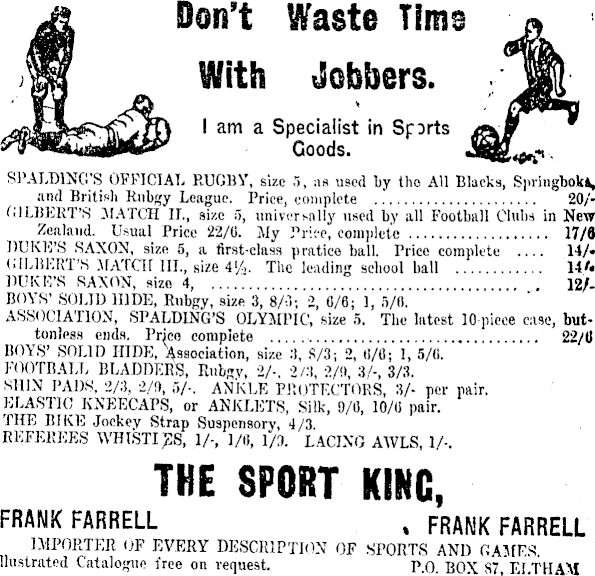 Don't Waste Time
With Jobbers.
I am a Specialist in Sports
Goods.
SPALDING'S OFFICIAL RUGBY, size 5, as used by the All Blacks, Springboks,
and British Rubgy League. Price, complete .................... 20/-
GILBERT'S MATCH II., size 5, universally used by all Football Clubs in New
Zealand. Usual Price 22/6. My Price, complete ................ 17/6
DUKE'S SAXON, size 5, a first-class pratice ball. Price complete .... 14/-
GILBERT'S MATCH III., size 4½. The leading school ball ............ 14/-
DUKE'S SAXON, size 4, ................................................ 12/-
BOYS' SOLID HIDE, Rubgy, size 3, 8/3; 2, 6/6; 1, 5/6.
ASSOCIATION, SPALDING'S OLYMPIC, size 5. The latest 10-piece case, but-
tonless ends. Price complete ...................................... 22/6
BOYS' SOLID HIDE, Association, size 3, 8/3; 2, 6/6; 1, 5/6.
FOOTBALL BLADDERS, Rubgy, 2/-, 2/3, 2/9, 3/-, 3/3.
SHIN PADS, 2/3, 2/9, 5/-. ANKLE PROTECTORS, 3/- per pair.
ELASTIC KNEECAPS, or ANKLETS, Silk, 9/6, 10/6 pair.
THE BIKE Jockey Strap Suspensory, 4/3.
REFEREES WHISTLES, 1/-, 1/6, 1/9. LACING AWLS, 1/-.
THE SPORT KING,
FRANK FARRELL FRANK FARRELL
IMPORTER OF EVERY DESCRIPTION OF SPORTS AND GAMES.
llustrated Catalogue free on request. P.O. BOX 87, ELTHAM